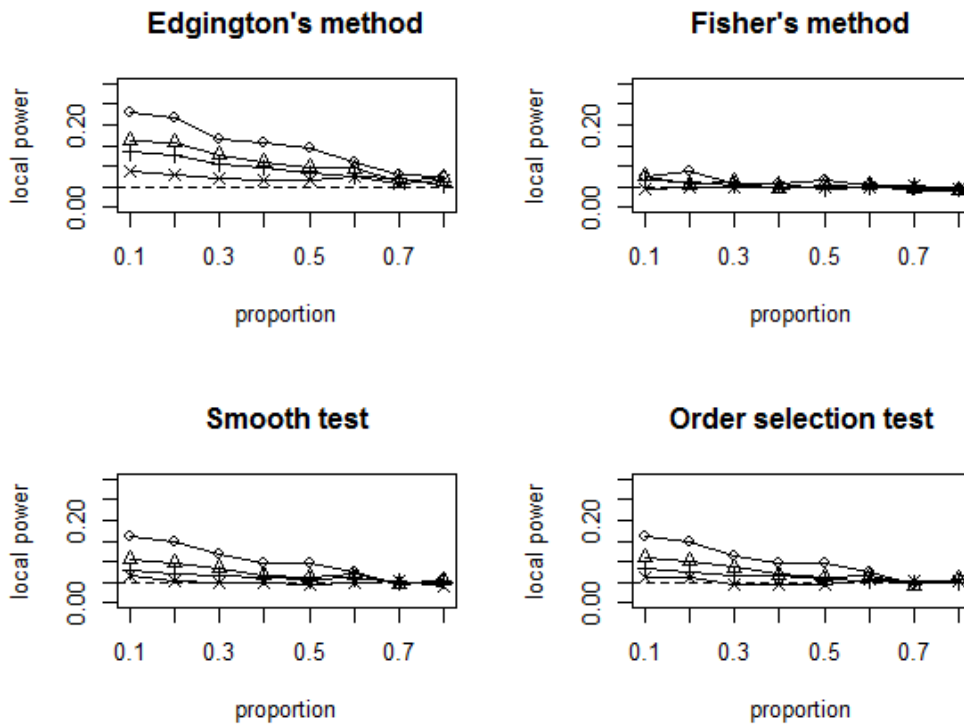 Edgington's method
local power
0.00 0.20
0.1 0.3 0.5 0.7
proportion
Fisher's method
local power
0.00 0.20
0.1 0.3 0.5 0.7
proportion
Smooth test
local power
0.00 0.20
0.1 0.3 0.5 0.7
proportion
Order selection test
local power
0.00 0.20
0.1 0.3 0.5 0.7
proportion